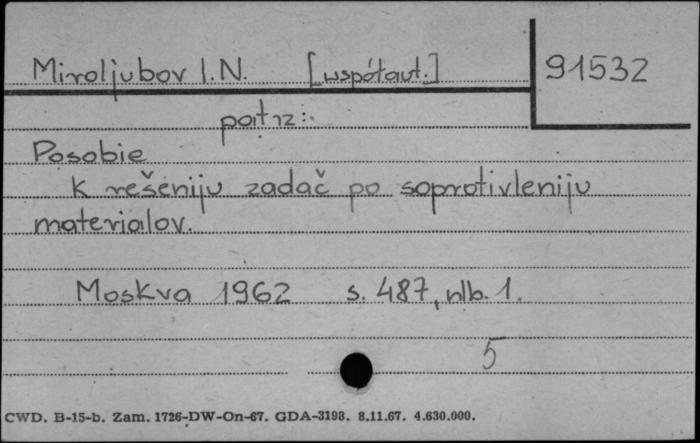 Miroljubov I.N. [współaut.] 91532
patrz:
Posobie
k rešeniju zadač po soprotivleniju
materialov.
Moskva 1962 s. 487, nlb. 1.
5
CWD. B-15-b. Zam. 1726-DW-On-67. GDA-3198. 8.11.67. 4.630.000.